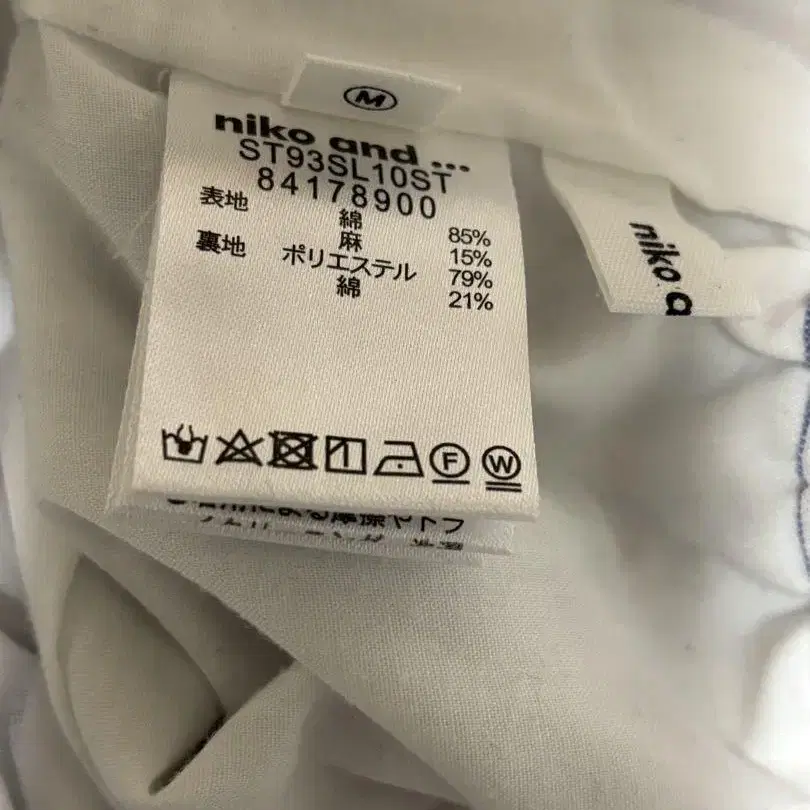 M
niko and ...
ST93SL10ST
84178900
表地 綿 85%
麻 15%
裏地 ポリエステル 79%
綿 21%
F W
niko a